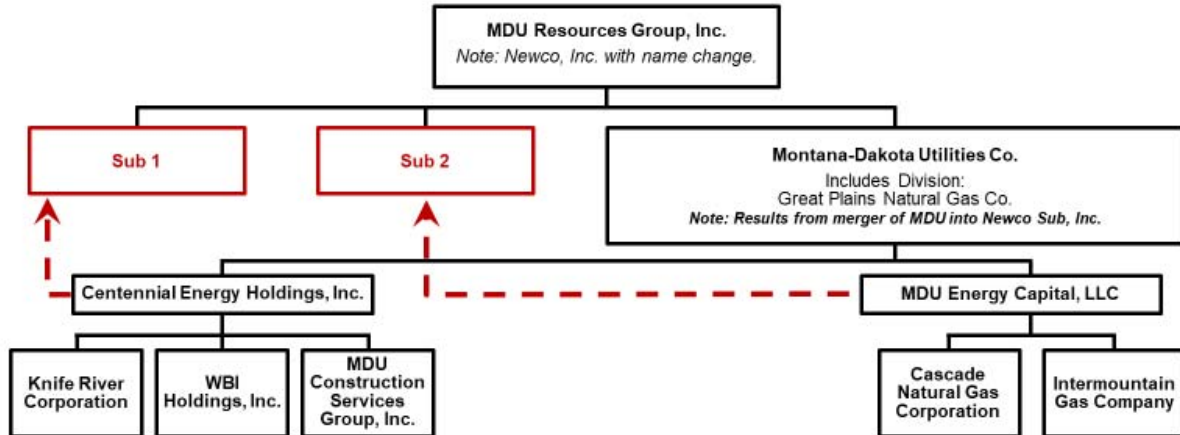 MDU Resources Group, Inc.
Note: Newco, Inc. with name change.
Sub 1
Sub 2
Montana-Dakota Utilities Co.
Includes Division:
Great Plains Natural Gas Co.
Note: Results from merger of MDU into Newco Sub, Inc.
Centennial Energy Holdings, Inc.
MDU Energy Capital, LLC
Knife River
Corporation
WBI
Holdings, Inc.
MDU
Construction
Services
Group, Inc.
Cascade
Natural Gas
Corporation
Intermountain
Gas Company